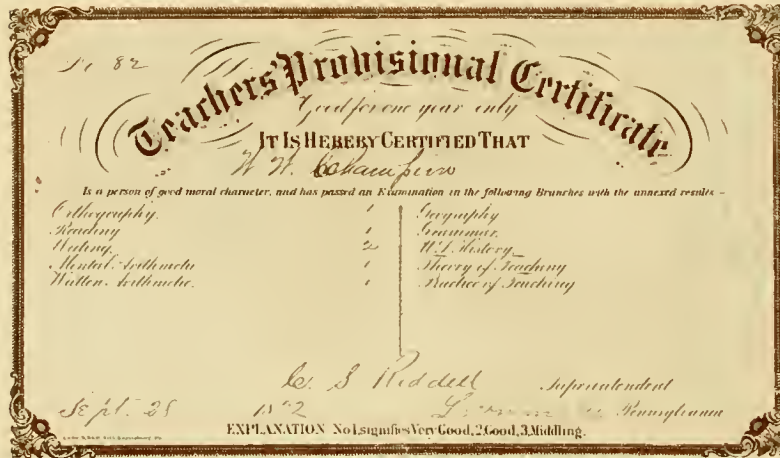 82
Teachers' Provisional Certificate
Good for one year only
IT IS HEREBY CERTIFIED THAT
Champion
Is a person of good moral character, and has passed an Examination in the following Branches with the annexed results –
Orthography. 1
Reading 1
Writing. 2
Mental Arithmetic 1
Written Arithmetic. 1
Geography
Grammar.
U.S. History
Theory of Teaching
Practice of Teaching
C. S Riddell Superintendent
Sept. Pennsylvania
EXPLANATION No 1, signifies Very Good, 2, Good, 3, Middling.